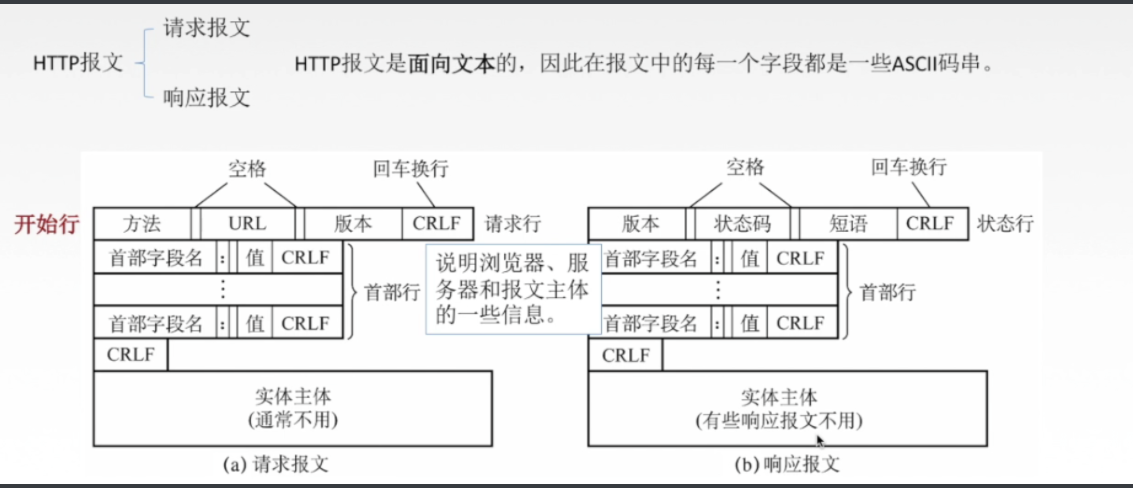 请求报文
HTTP报文
HTTP报文是面向文本的，因此在报文中的每一个字段都是一些ASCII码串。
响应报文
空格 回车换行
开始行 方法 URL 版本 CRLF 请求行
首部字段名 : 值 CRLF
⋮ 首部行
首部字段名 : 值 CRLF
CRLF
实体主体
(通常不用)
(a) 请求报文
说明浏览器、服
务器和报文主体
的一些信息。
空格 回车换行
版本 状态码 短语 CRLF 状态行
首部字段名 : 值 CRLF
⋮ 首部行
首部字段名 : 值 CRLF
CRLF
实体主体
(有些响应报文不用)
(b) 响应报文